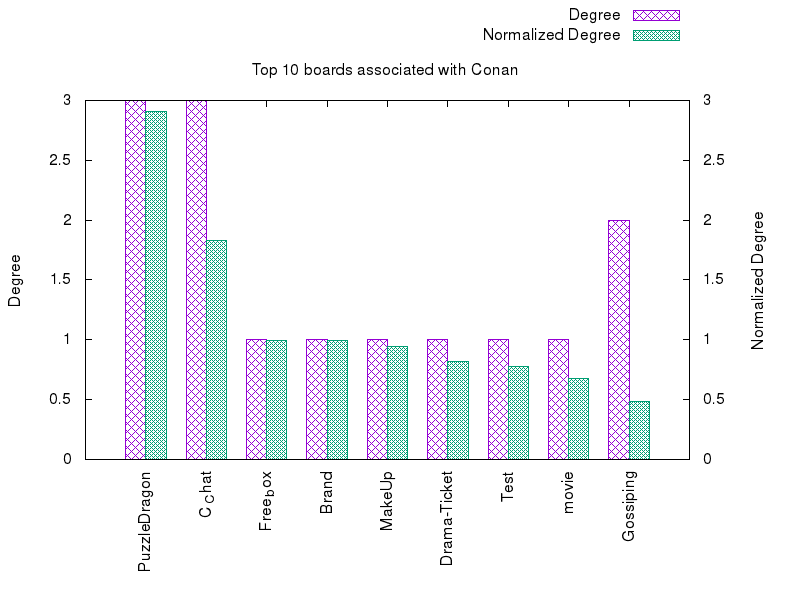 Degree
Normalized Degree
Top 10 boards associated with Conan
3 3
2.5 2.5
2 2
1.5 1.5
1 1
0.5 0.5
0 0
Degree
Normalized Degree
PuzzleDragon
C Chat
Freebox
Brand
MakeUp
Drama-Ticket
Test
movie
Gossiping